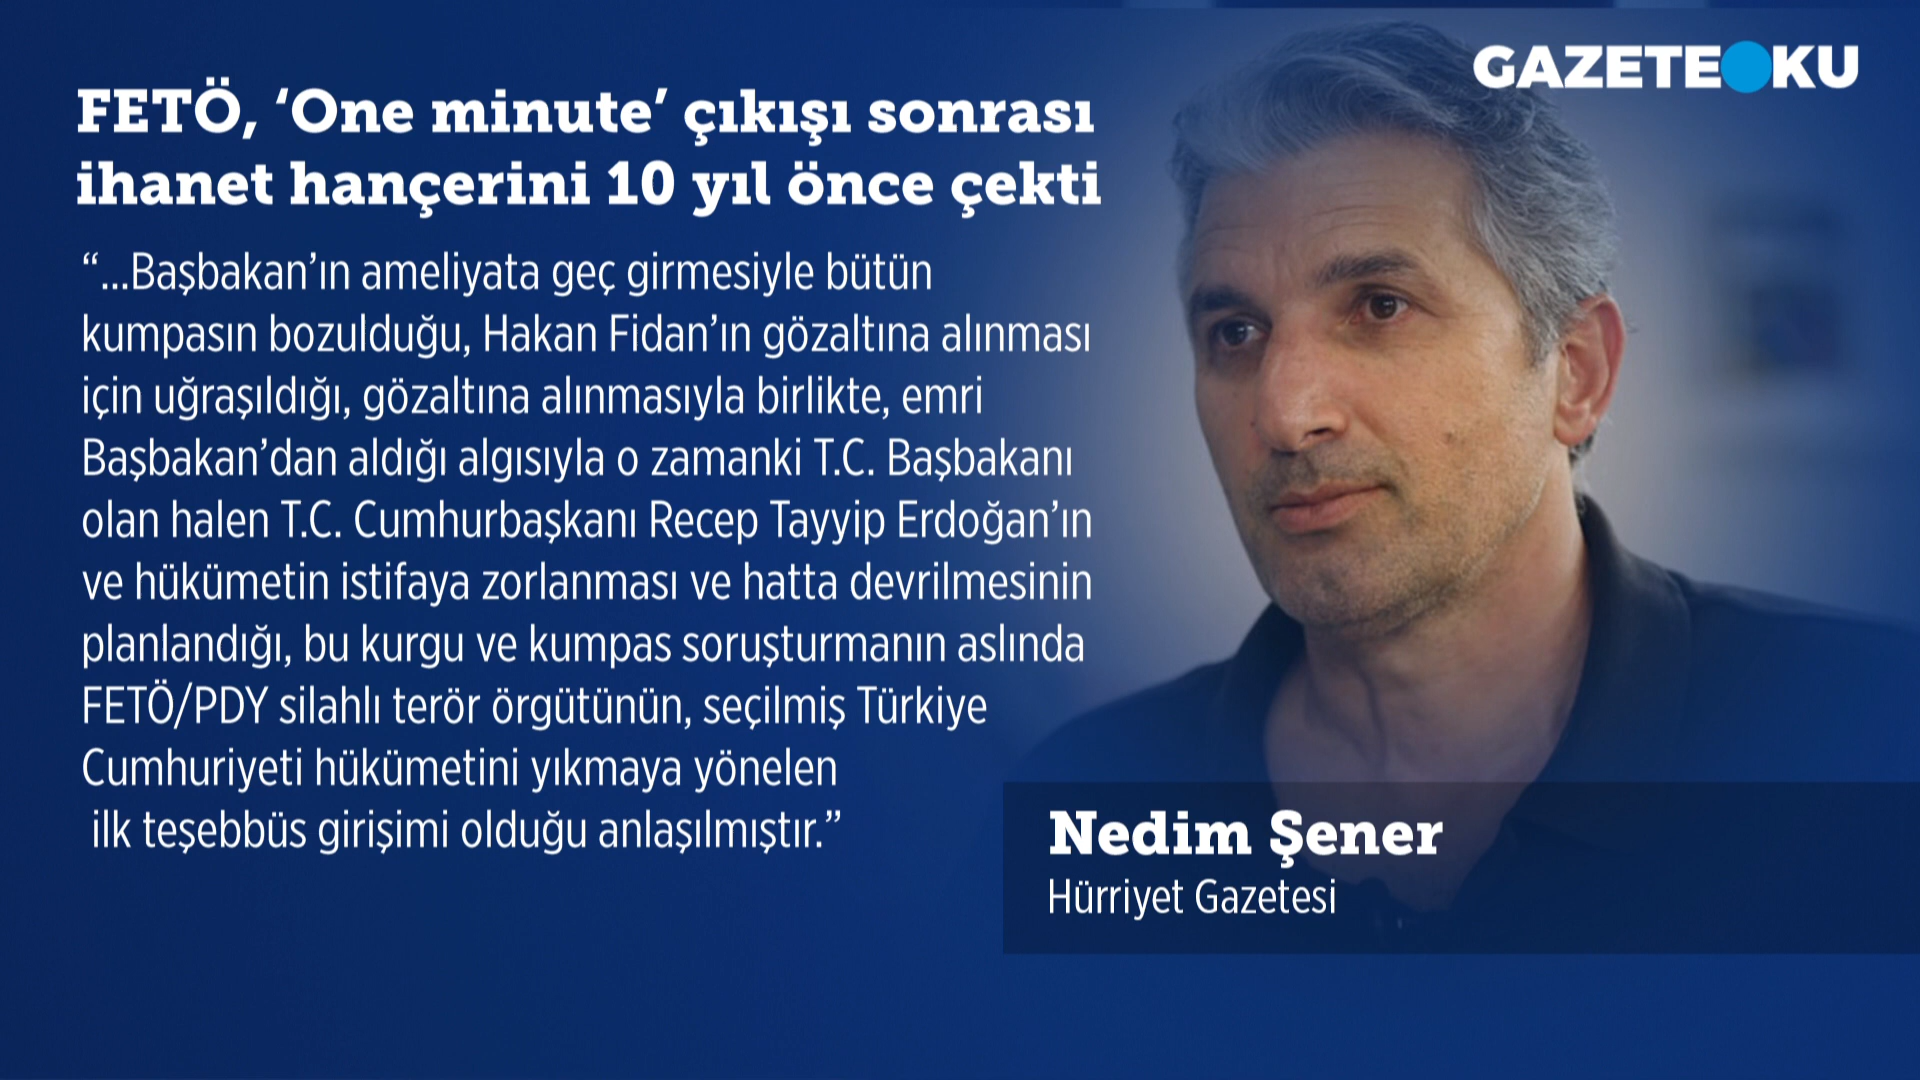 GAZETEOKU
FETÖ, ‘One minute’ çıkışı sonrası
ihanet hançerini 10 yıl önce çekti
“...Başbakan’ın ameliyata geç girmesiyle bütün
kumpasın bozulduğu, Hakan Fidan’ın gözaltına alınması
için uğraşıldığı, gözaltına alınmasıyla birlikte, emri
Başbakan’dan aldığı algısıyla o zamanki T.C. Başbakanı
olan halen T.C. Cumhurbaşkanı Recep Tayyip Erdoğan’ın
ve hükümetin istifaya zorlanması ve hatta devrilmesinin
planlandığı, bu kurgu ve kumpas soruşturmanın aslında
FETÖ/PDY silahlı terör örgütünün, seçilmiş Türkiye
Cumhuriyeti hükümetini yıkmaya yönelen
ilk teşebbüs girişimi olduğu anlaşılmıştır.”
Nedim Şener
Hürriyet Gazetesi